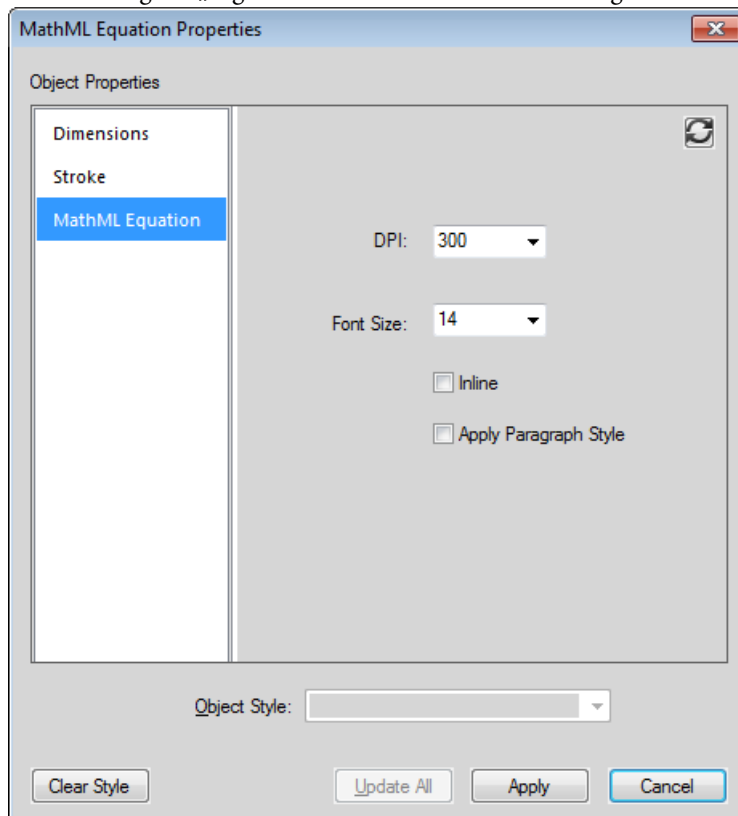 MathML Equation Properties
Object Properties
Dimensions
Stroke
MathML Equation
DPI: 300
Font Size: 14
Inline
Apply Paragraph Style
Object Style:
Clear Style Update All Apply Cancel